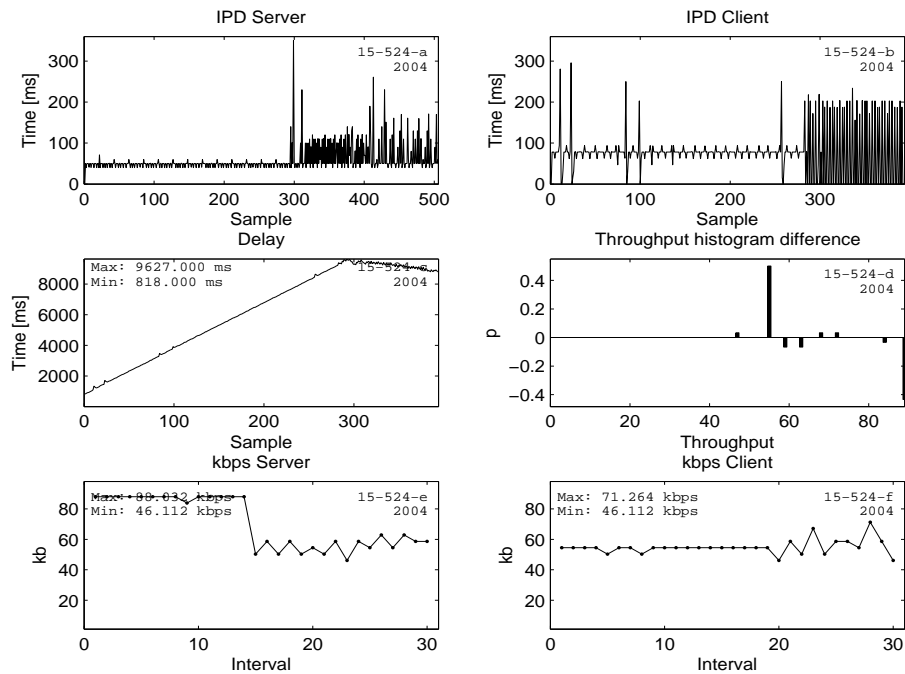 IPD Server
15-524-a
2004
Time [ms]
300
200
100
0
0 100 200 300 400 500
Sample
IPD Client
15-524-b
2004
Time [ms]
300
200
100
0
0 100 200 300
Sample
Delay
Max: 9627.000 ms
Min: 818.000 ms
2004
Time [ms]
8000
6000
4000
2000
0 100 200 300
Sample
Throughput histogram difference
15-524-d
2004
p
0.4
0.2
0
−0.2
−0.4
0 20 40 60 80
Throughput
kbps Server
Max: 88.032 kbps
Min: 46.112 kbps
15-524-e
2004
kb
80
60
40
20
0 10 20 30
Interval
kbps Client
Max: 71.264 kbps
Min: 46.112 kbps
15-524-f
2004
kb
80
60
40
20
0 10 20 30
Interval